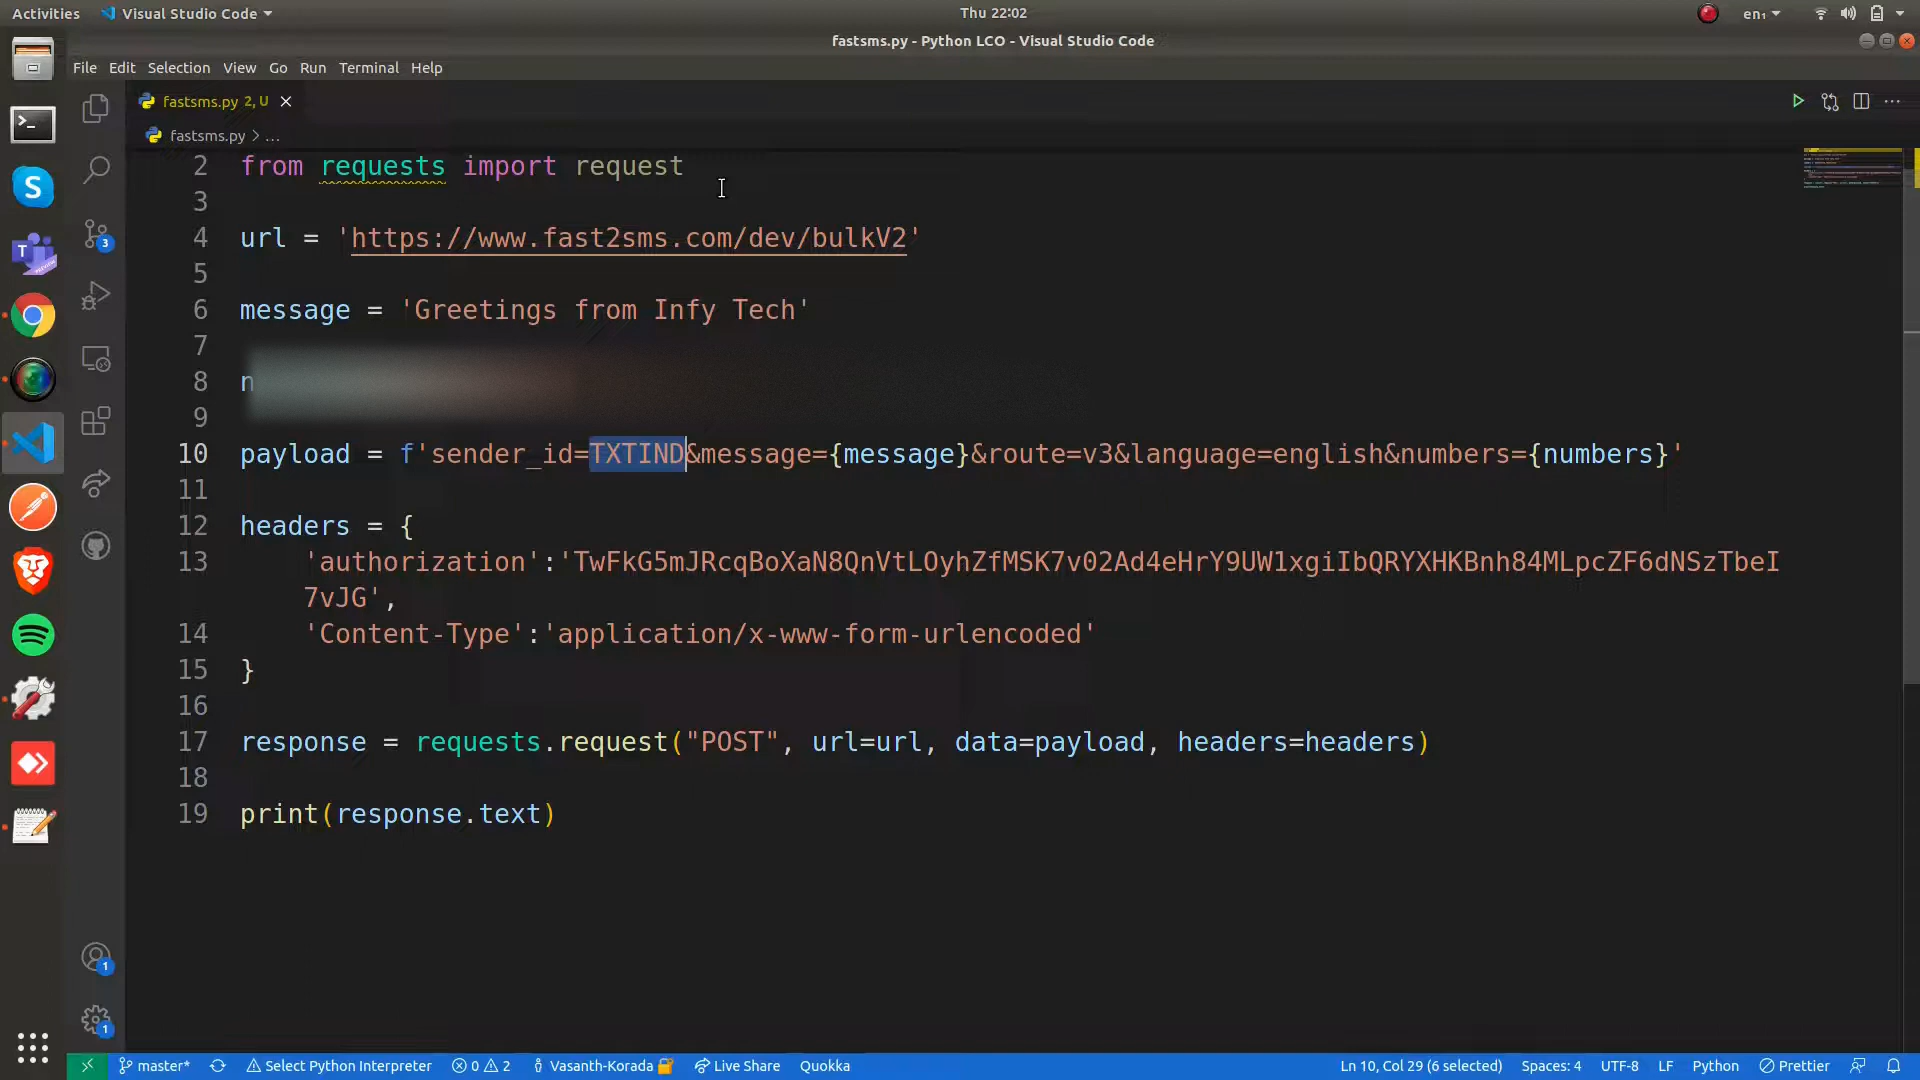 Activities Visual Studio Code Thu 22:02 en₁
fastsms.py - Python LCO - Visual Studio Code
File Edit Selection View Go Run Terminal Help
fastsms.py 2, U
fastsms.py > ...
2 from requests import request
3
4 url = 'https://www.fast2sms.com/dev/bulkV2'
5
6 message = 'Greetings from Infy Tech'
7
8 n
9
10 payload = f'sender_id=TXTIND&message={message}&route=v3&language=english&numbers={numbers}'
11
12 headers = {
13 'authorization':'TwFkG5mJRcqBoXaN8QnVtLOyhZfMSK7v02Ad4eHrY9UW1xgiIbQRYXHKBnh84MLpcZF6dNSzTbeI
7vJG',
14 'Content-Type':'application/x-www-form-urlencoded'
15 }
16
17 response = requests.request("POST", url=url, data=payload, headers=headers)
18
19 print(response.text)
3
1
1
master* Select Python Interpreter 0 2 Vasanth-Korada Live Share Quokka Ln 10, Col 29 (6 selected) Spaces: 4 UTF-8 LF Python Prettier